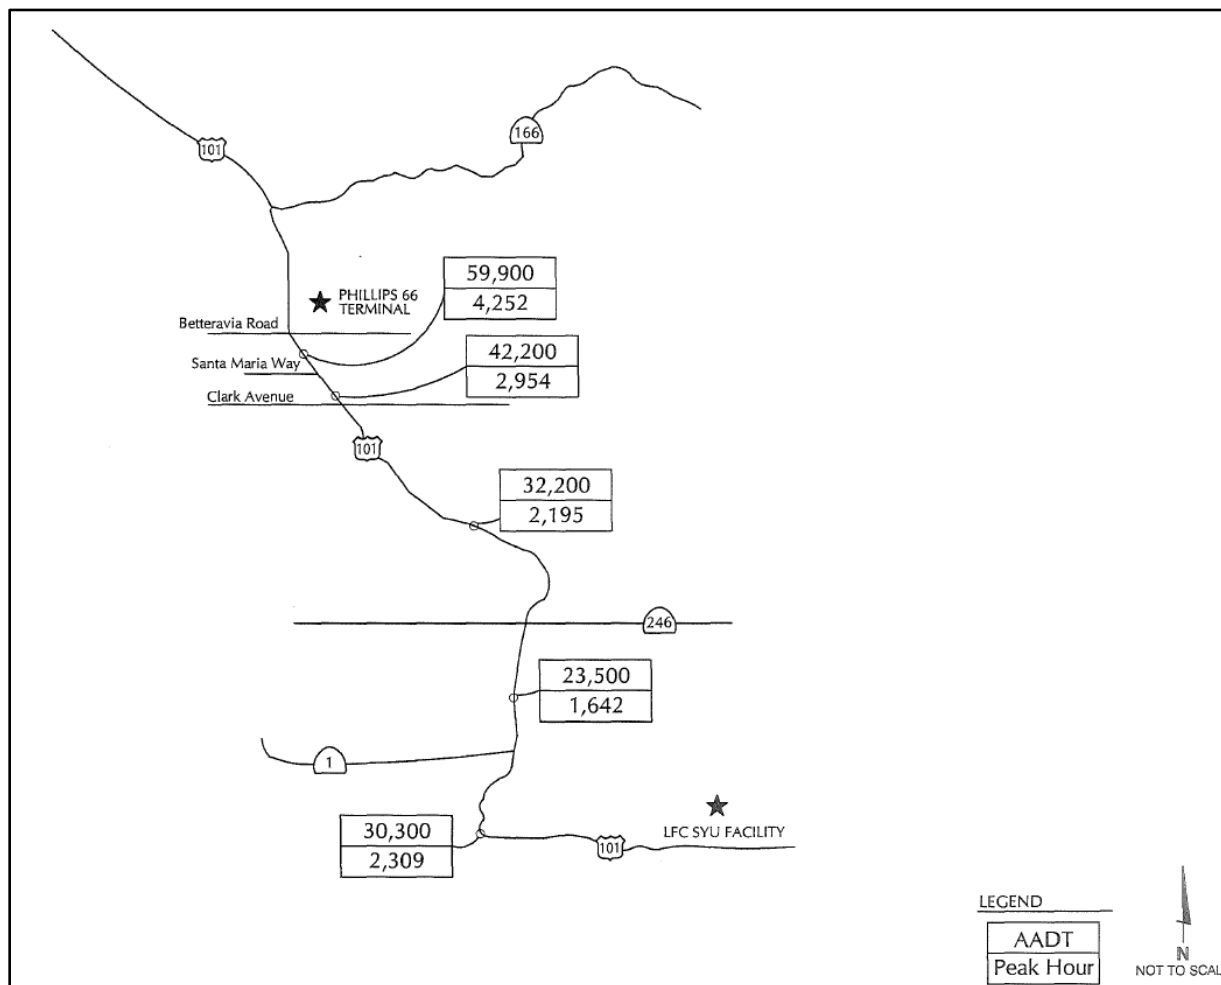 166
101
59,900
4,252
PHILLIPS 66
TERMINAL
Betteravia Road
42,200
2,954
Santa Maria Way
Clark Avenue
101
32,200
2,195
246
23,500
1,642
1
LFC SYU FACILITY
30,300
2,309
101
LEGEND
AADT
Peak Hour
N
NOT TO SCAL